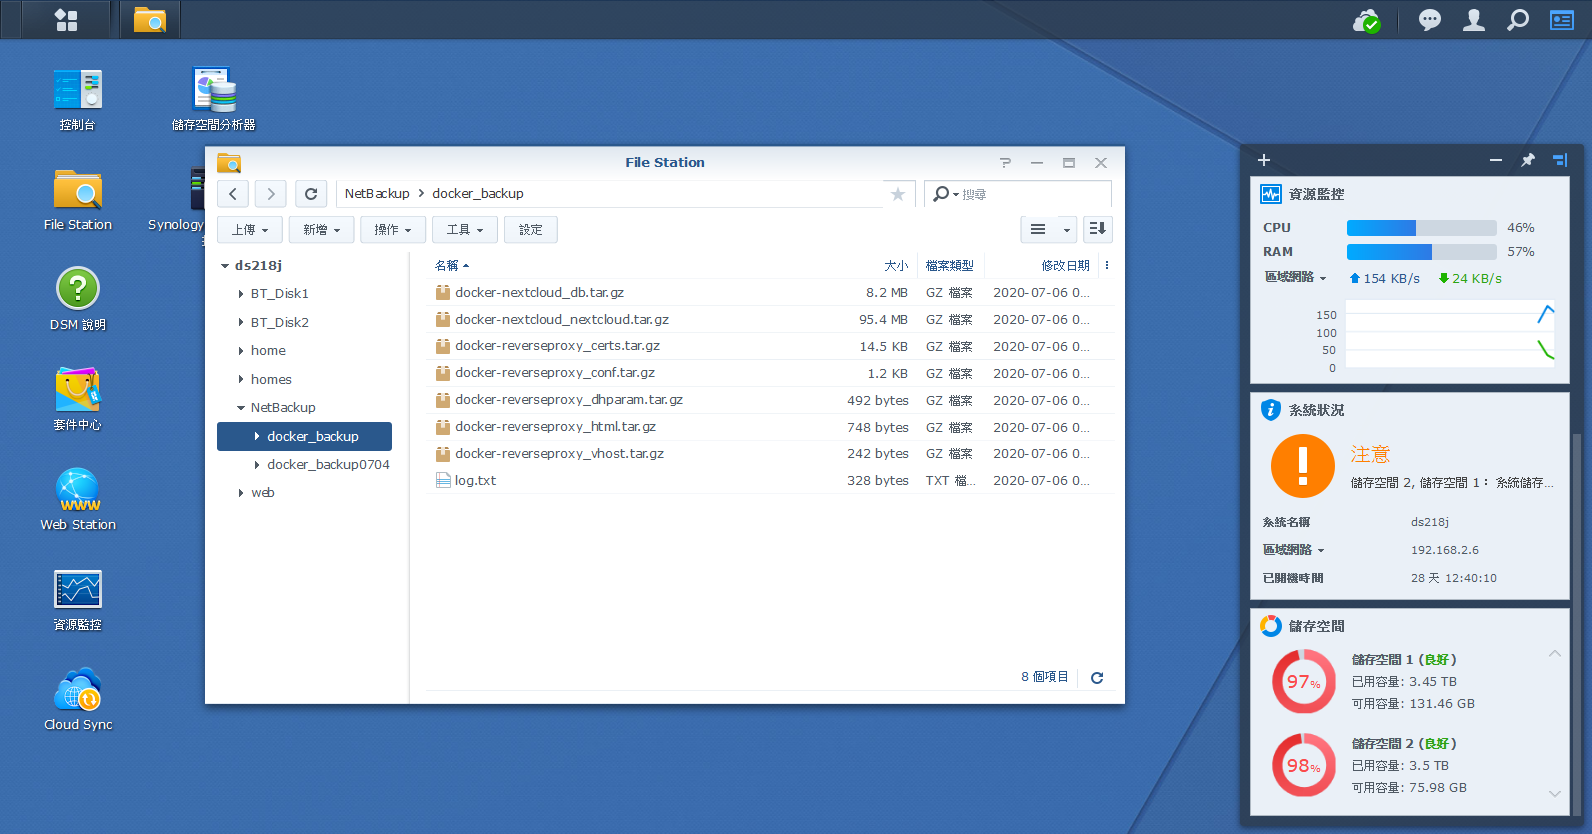 控制台
儲存空間分析器
File Station
Synology
DSM 說明
套件中心
Web Station
資源監控
Cloud Sync
File Station
NetBackup > docker_backup
搜尋
上傳 新增 操作 工具 設定
ds218j
BT_Disk1
BT_Disk2
home
homes
NetBackup
docker_backup
docker_backup0704
web
名稱 大小 檔案類型 修改日期
docker-nextcloud_db.tar.gz 8.2 MB GZ 檔案 2020-07-06 0...
docker-nextcloud_nextcloud.tar.gz 95.4 MB GZ 檔案 2020-07-06 0...
docker-reverseproxy_certs.tar.gz 14.5 KB GZ 檔案 2020-07-06 0...
docker-reverseproxy_conf.tar.gz 1.2 KB GZ 檔案 2020-07-06 0...
docker-reverseproxy_dhparam.tar.gz 492 bytes GZ 檔案 2020-07-06 0...
docker-reverseproxy_html.tar.gz 748 bytes GZ 檔案 2020-07-06 0...
docker-reverseproxy_vhost.tar.gz 242 bytes GZ 檔案 2020-07-06 0...
log.txt 328 bytes TXT 檔... 2020-07-06 0...
8 個項目
資源監控
CPU 46%
RAM 57%
區域網路 154 KB/s 24 KB/s
150
100
50
0
系統狀況
注意
儲存空間 2, 儲存空間 1： 系統儲存...
系統名稱 ds218j
區域網路 192.168.2.6
已開機時間 28 天 12:40:10
儲存空間
97%
儲存空間 1 (良好)
已用容量: 3.45 TB
可用容量: 131.46 GB
98%
儲存空間 2 (良好)
已用容量: 3.5 TB
可用容量: 75.98 GB